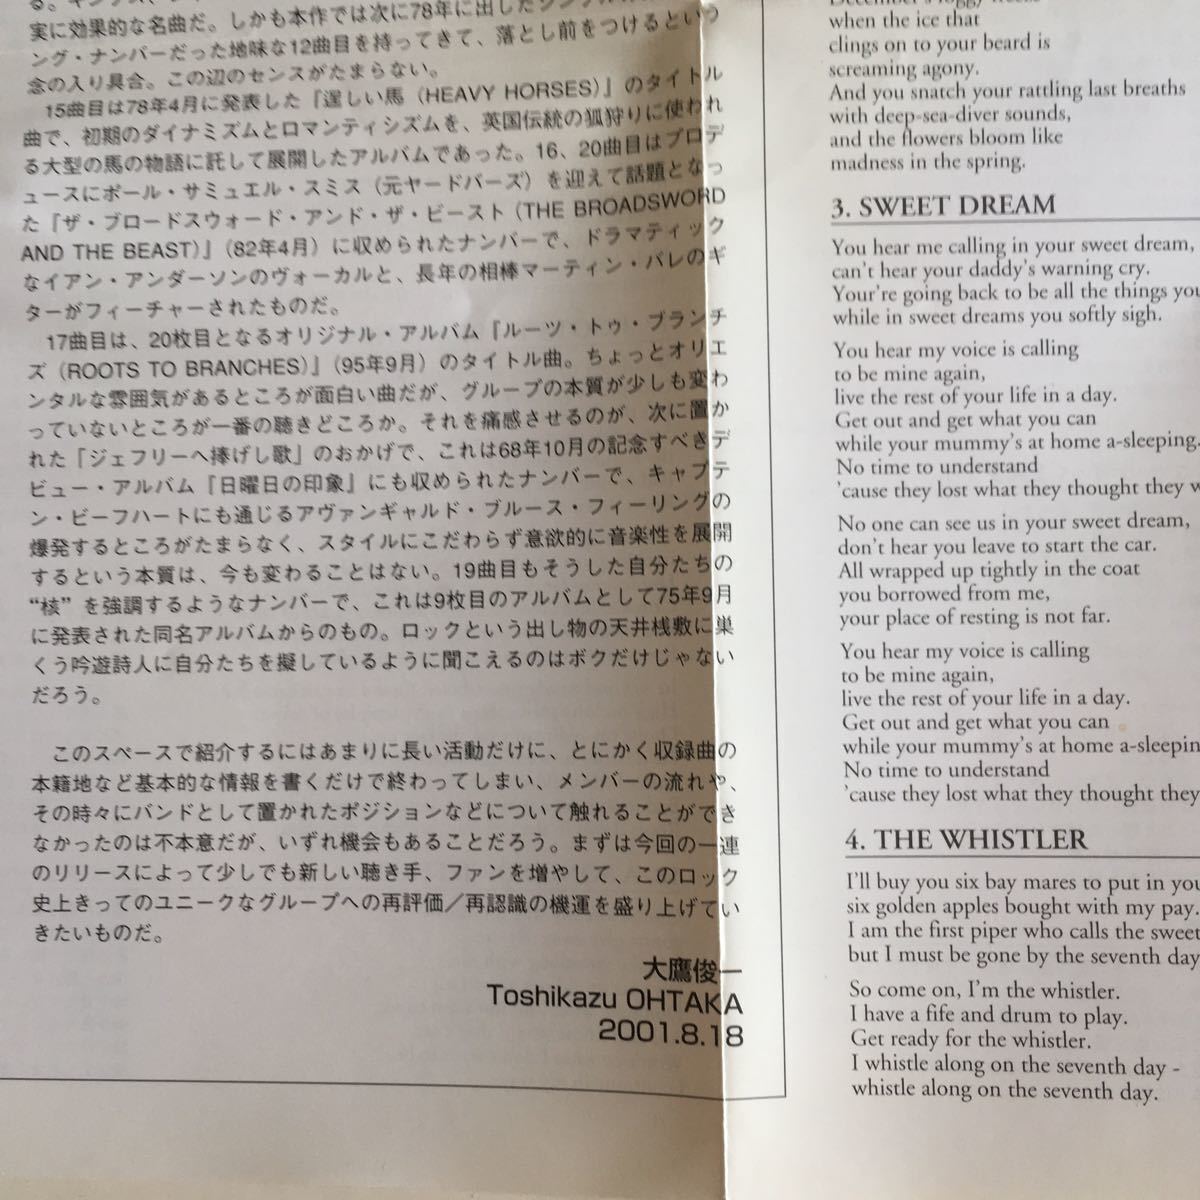 実に効果的な名曲だ。しかも本作では次に78年に出した
ング・ナンバーだった地味な12曲目を持ってきて、落とし前をつけるという
念の入り具合。この辺のセンスがたまらない。
15曲目は78年4月に発表した『逞しい馬（HEAVY HORSES）』のタイトル
曲で、初期のダイナミズムとロマンティシズムを、英国伝統の狐狩りに使われ
る大型の馬の物語に託して展開したアルバムであった。16、20曲目はプロデ
ュースにポール・サミュエル・スミス（元ヤードバーズ）を迎えて話題となっ
た『ザ・ブロードスウォード・アンド・ザ・ビースト（THE BROADSWORD
AND THE BEAST）』（82年4月）に収められたナンバーで、ドラマティック
なイアン・アンダーソンのヴォーカルと、長年の相棒マーティン・バレのギ
ターがフィーチャーされたものだ。
17曲目は、20枚目となるオリジナル・アルバム『ルーツ・トゥ・ブランチ
ズ（ROOTS TO BRANCHES）』（95年9月）のタイトル曲。ちょっとオリエ
ンタルな雰囲気があるところが面白い曲だが、グループの本質が少しも変わ
っていないところが一番の聴きどころか。それを痛感させるのが、次に置か
れた「ジェフリーへ捧げし歌」のおかげで、これは68年10月の記念すべきデ
ビュー・アルバム『日曜日の印象』にも収められたナンバーで、キャプテ
ン・ビーフハートにも通じるアヴァンギャルド・ブルース・フィーリングの
爆発するところがたまらなく、スタイルにこだわらず意欲的に音楽性を展開
するという本質は、今も変わることはない。19曲目もそうした自分たちの
“核”を強調するようなナンバーで、これは9枚目のアルバムとして75年9月
に発表された同名アルバムからのもの。ロックという出し物の天井桟敷に巣
くう吟遊詩人に自分たちを擬しているように聞こえるのはボクだけじゃない
だろう。
このスペースで紹介するにはあまりに長い活動だけに、とにかく収録曲の
本籍地など基本的な情報を書くだけで終わってしまい、メンバーの流れや、
その時々にバンドとして置かれたポジションなどについて触れることができ
なかったのは不本意だが、いずれ機会もあることだろう。まずは今回の一連
のリリースによって少しでも新しい聴き手、ファンを増やして、このロック
史上きってのユニークなグループへの再評価／再認識の機運を盛り上げてい
きたいものだ。
大鷹俊一
Toshikazu OHTAKA
2001.8.18
when the ice that
clings on to your beard is
screaming agony.
And you snatch your rattling last breaths
with deep-sea-diver sounds,
and the flowers bloom like
madness in the spring.
3. SWEET DREAM
You hear me calling in your sweet dream,
can't hear your daddy's warning cry.
Your're going back to be all the things you
while in sweet dreams you softly sigh.
You hear my voice is calling
to be mine again,
live the rest of your life in a day.
Get out and get what you can
while your mummy's at home a-sleeping.
No time to understand
'cause they lost what they thought they w
No one can see us in your sweet dream,
don't hear you leave to start the car.
All wrapped up tightly in the coat
you borrowed from me,
your place of resting is not far.
You hear my voice is calling
to be mine again,
live the rest of your life in a day.
Get out and get what you can
while your mummy's at home a-sleepin
No time to understand
'cause they lost what they thought they
4. THE WHISTLER
I'll buy you six bay mares to put in you
six golden apples bought with my pay.
I am the first piper who calls the sweet
but I must be gone by the seventh day
So come on, I'm the whistler.
I have a fife and drum to play.
Get ready for the whistler.
I whistle along on the seventh day -
whistle along on the seventh day.